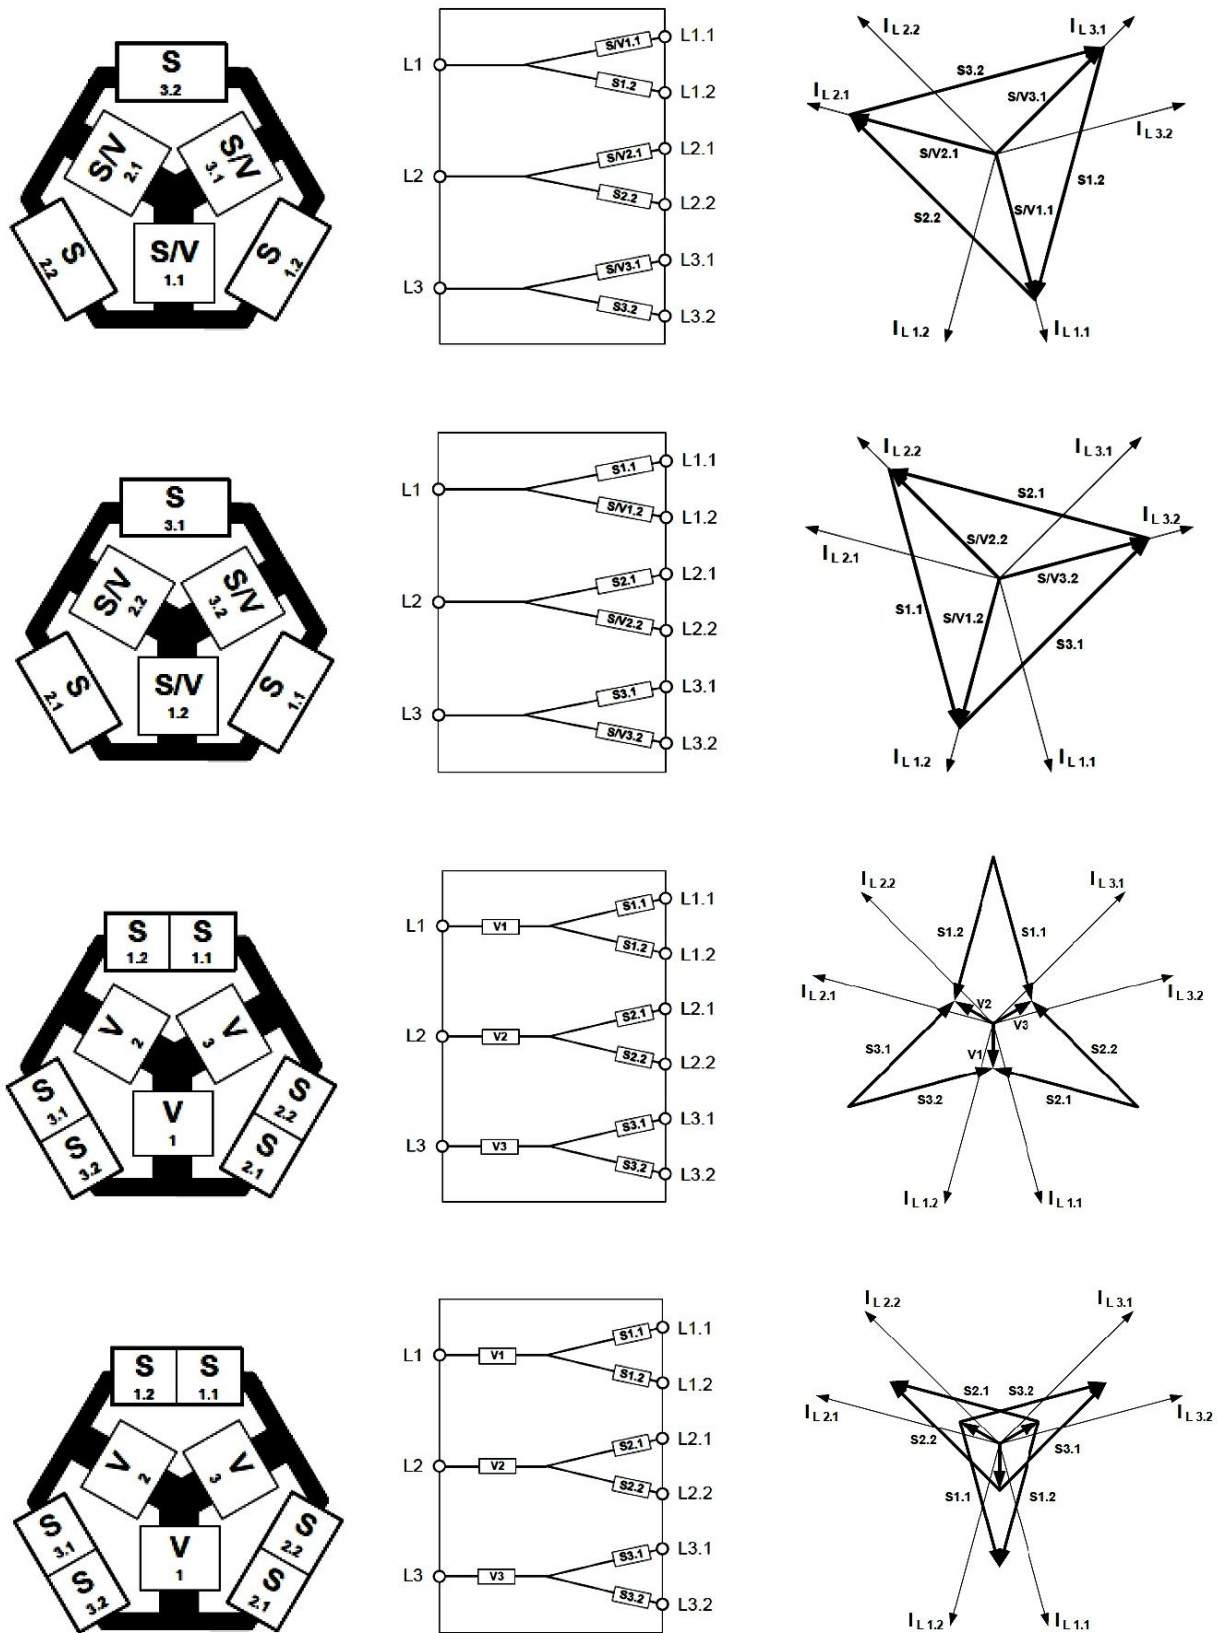 S
3.2
S/V
2.1
S/V
3.1
S
2.2
S/V
1.1
S
1.2
L1
S/V1.1
L1.1
S1.2
L1.2
L2
S/V2.1
L2.1
S2.2
L2.2
L3
S/V3.1
L3.1
S3.2
L3.2
I L 2.2
I L 3.1
S3.2
I L 2.1
S/V3.1
I L 3.2
S/V2.1
S1.2
S2.2
S/V1.1
I L 1.2
I L 1.1
S
3.1
S/V
2.2
S/V
3.2
S
2.1
S/V
1.2
S
1.1
L1
S1.1
L1.1
S/V1.2
L1.2
L2
S2.1
L2.1
S/V2.2
L2.2
L3
S3.1
L3.1
S/V3.2
L3.2
I L 2.2
I L 3.1
S2.1
I L 3.2
S/V2.2
I L 2.1
S/V3.2
S1.1
S/V1.2
S3.1
I L 1.2
I L 1.1
S
1.2
S
1.1
V
2
V
3
S
3.1
S
3.2
V
1
S
2.2
S
2.1
L1
V1
S1.1
L1.1
S1.2
L1.2
L2
V2
S2.1
L2.1
S2.2
L2.2
L3
V3
S3.1
L3.1
S3.2
L3.2
I L 2.2
I L 3.1
S1.2
S1.1
I L 2.1
I L 3.2
V2
V3
S3.1
V1
S2.2
S3.2
S2.1
I L 1.2
I L 1.1
S
1.2
S
1.1
V
2
V
3
S
3.1
S
3.2
V
1
S
2.2
S
2.1
L1
V1
S1.1
L1.1
S1.2
L1.2
L2
V2
S2.1
L2.1
S2.2
L2.2
L3
V3
S3.1
L3.1
S3.2
L3.2
I L 2.2
I L 3.1
S2.1
S3.2
I L 2.1
I L 3.2
S2.2
S3.1
S1.1
S1.2
I L 1.2
I L 1.1